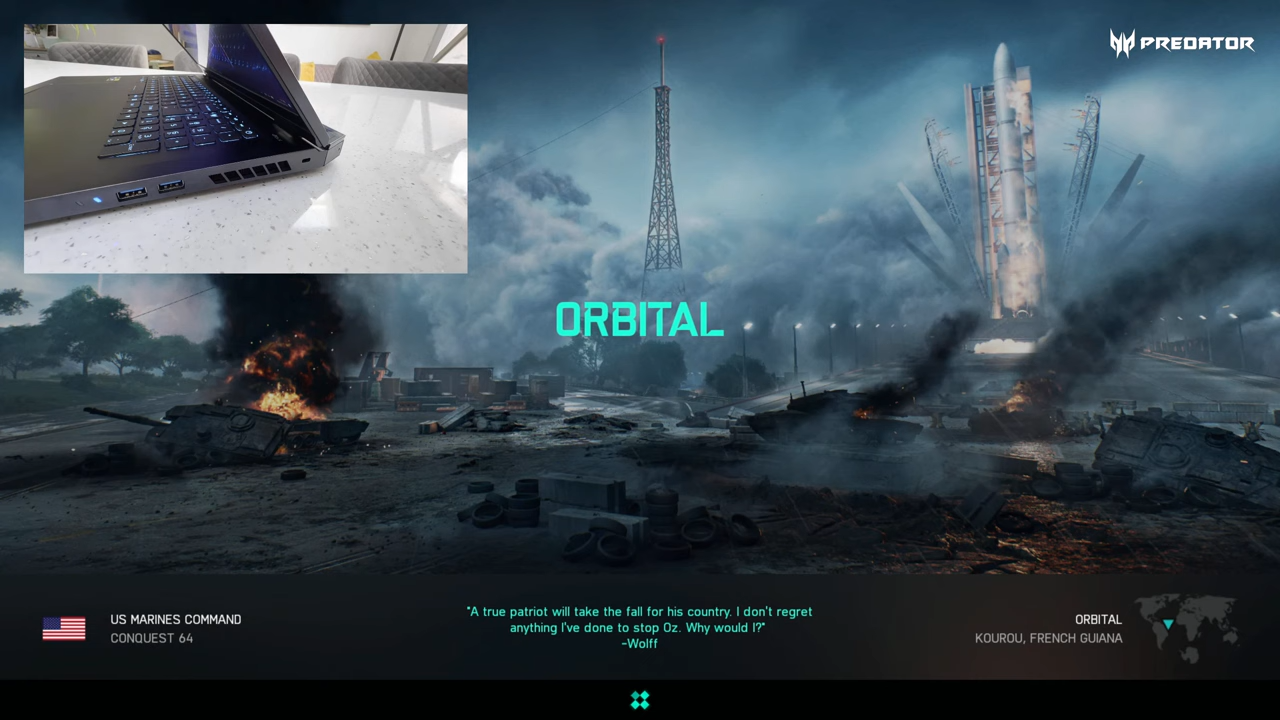 PREDATOR
ORBITAL
US MARINES COMMAND
CONQUEST 64
"A true patriot will take the fall for his country. I don't regret
anything I've done to stop Oz. Why would I?"
-Wolff
ORBITAL
KOUROU, FRENCH GUIANA